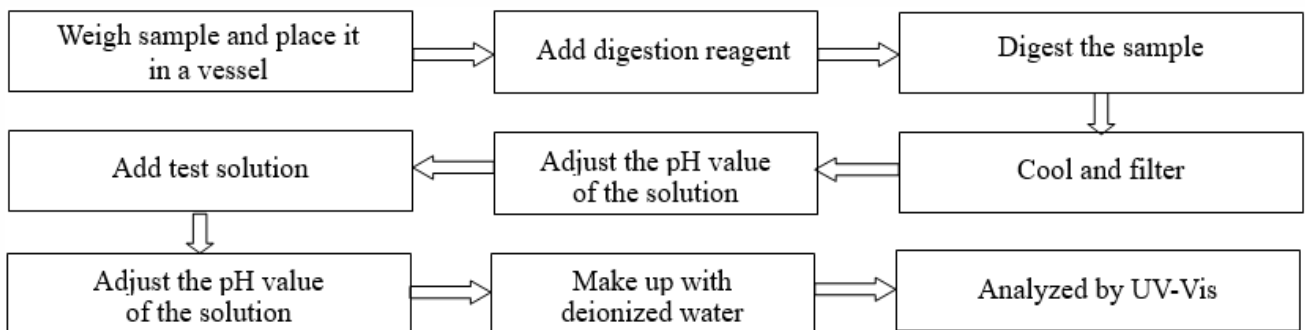 Weigh sample and place it
in a vessel
Add digestion reagent
Digest the sample
Add test solution
Adjust the pH value
of the solution
Cool and filter
Adjust the pH value
of the solution
Make up with
deionized water
Analyzed by UV-Vis